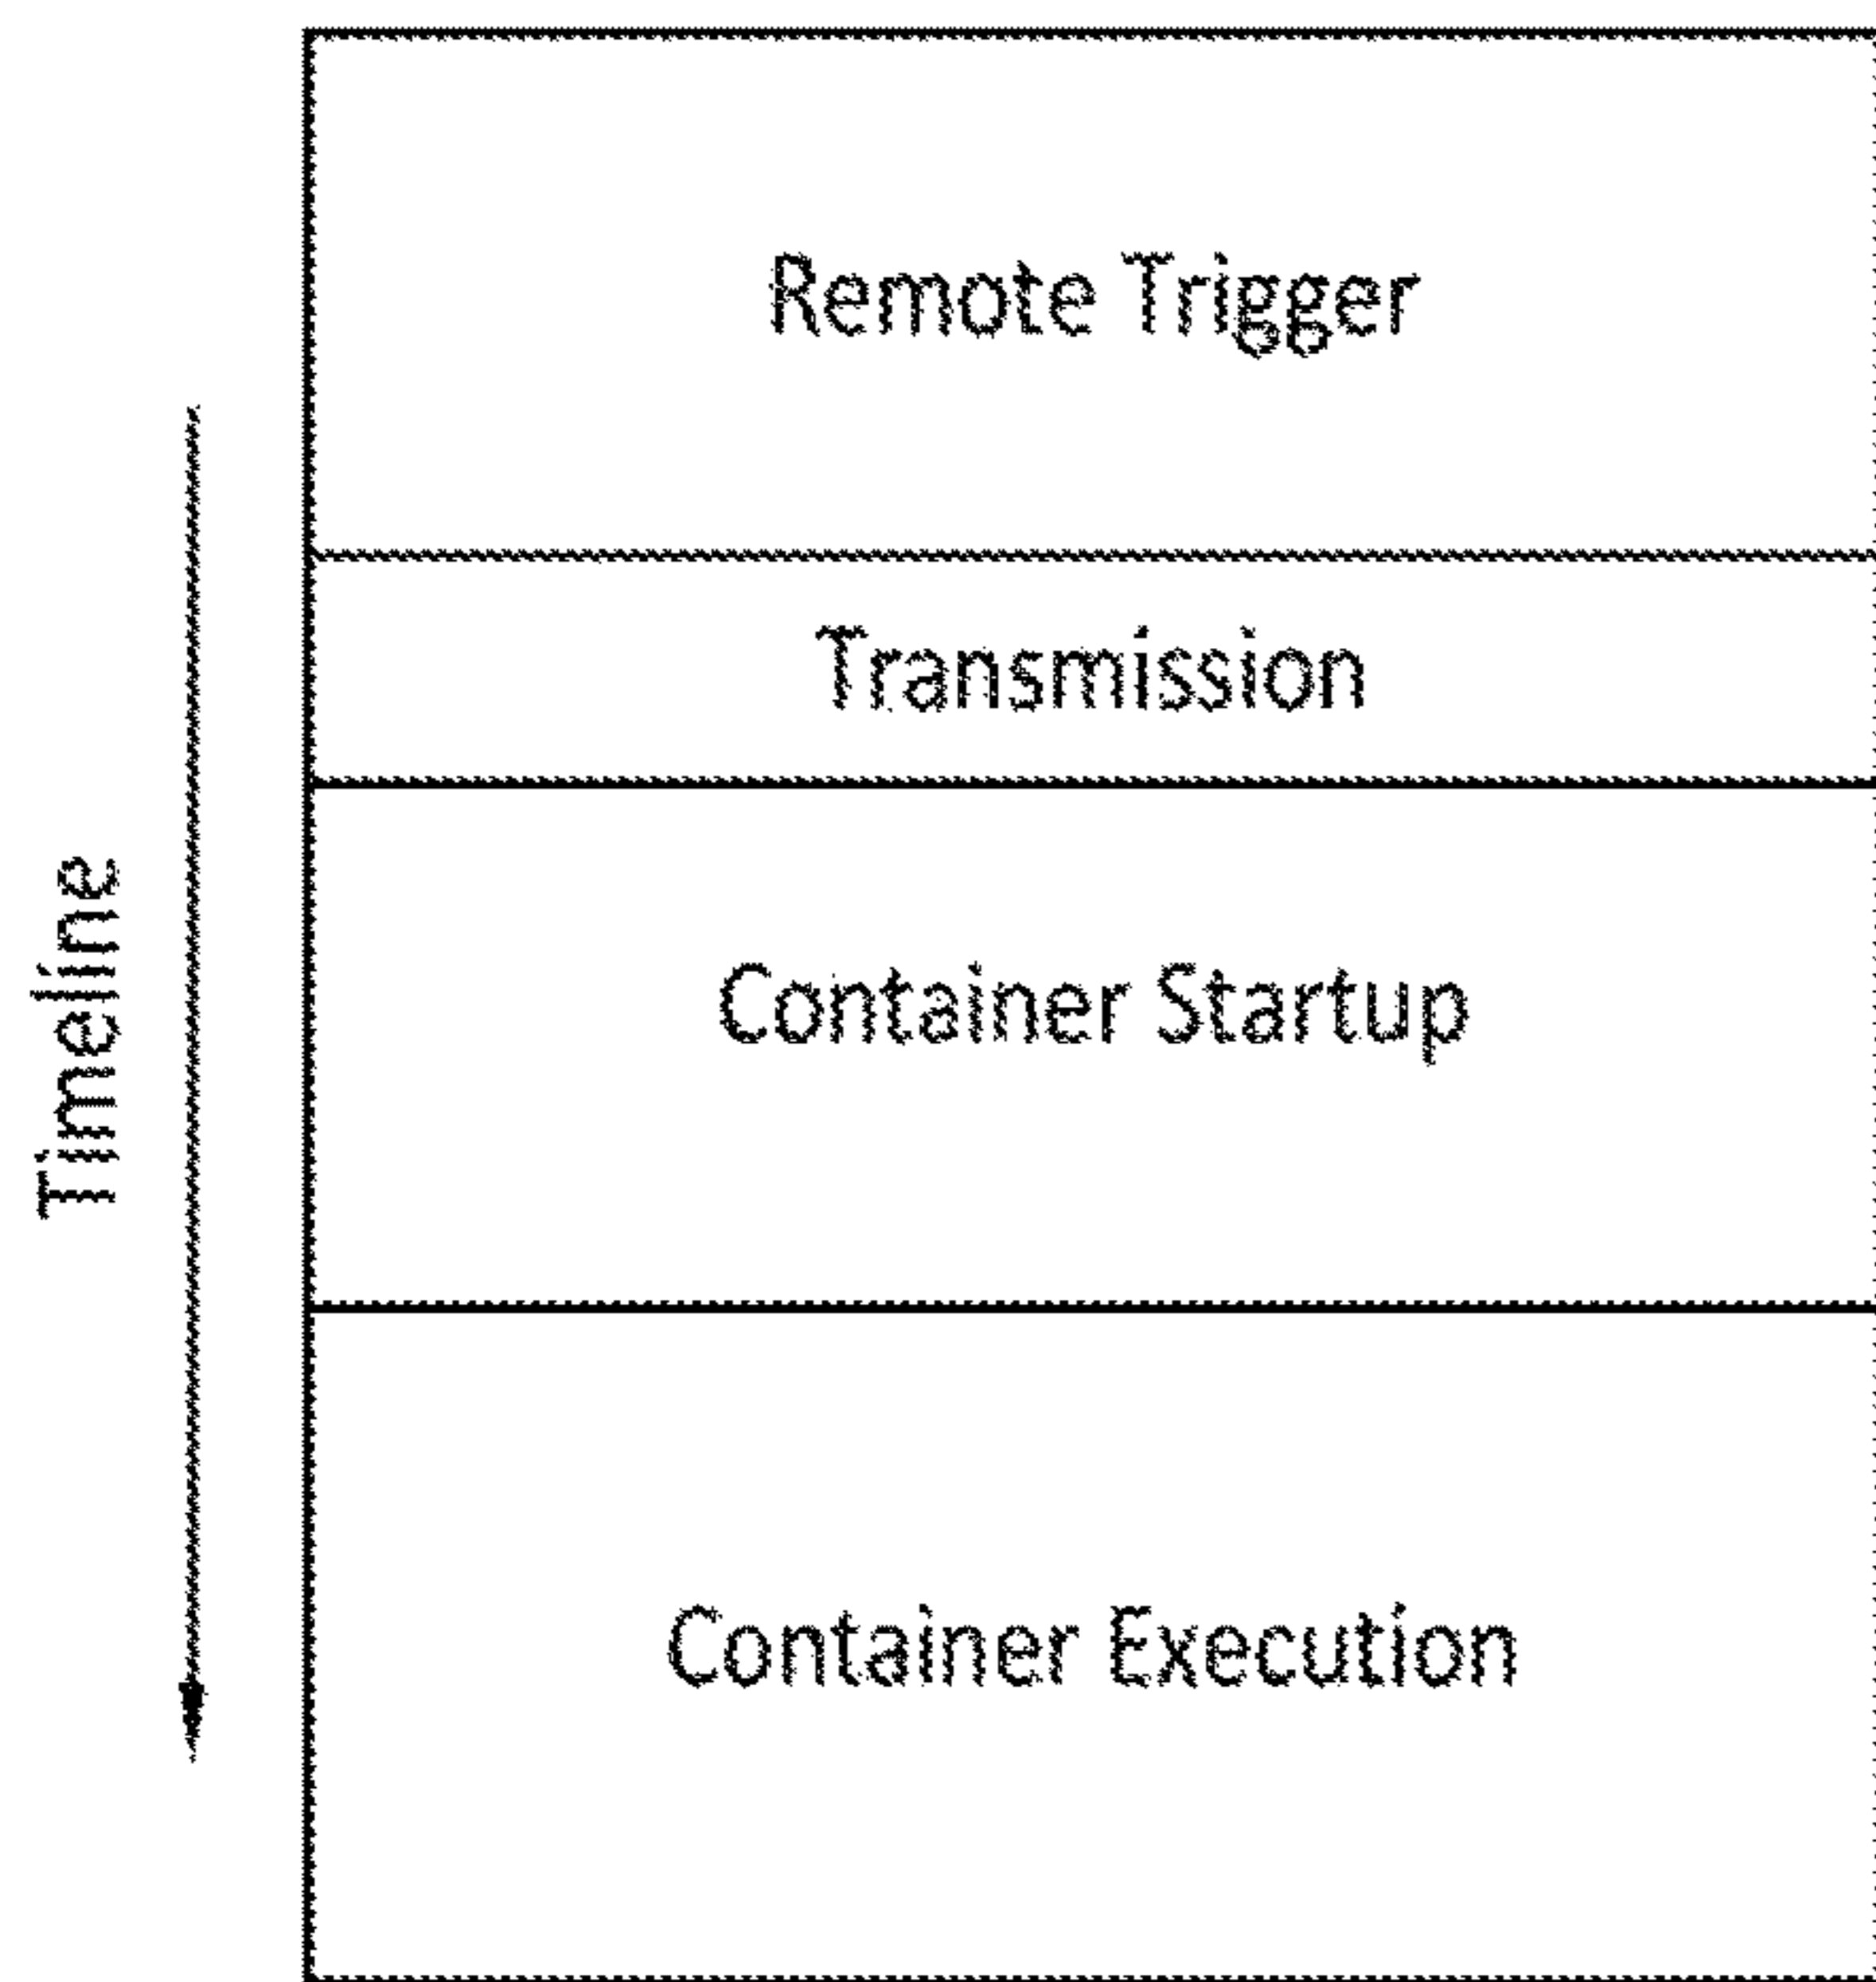 Remote Trigger
Transmission
Timeline
Container Startup
Container Execution